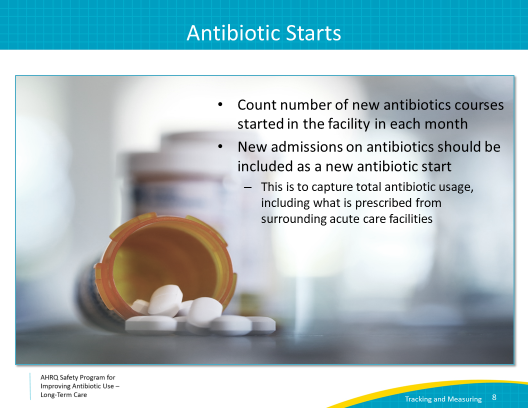 Antibiotic Starts
• Count number of new antibiotics courses
started in the facility in each month
• New admissions on antibiotics should be
included as a new antibiotic start
– This is to capture total antibiotic usage,
including what is prescribed from
surrounding acute care facilities
AHRQ Safety Program for
Improving Antibiotic Use –
Long-Term Care
Tracking and Measuring 8